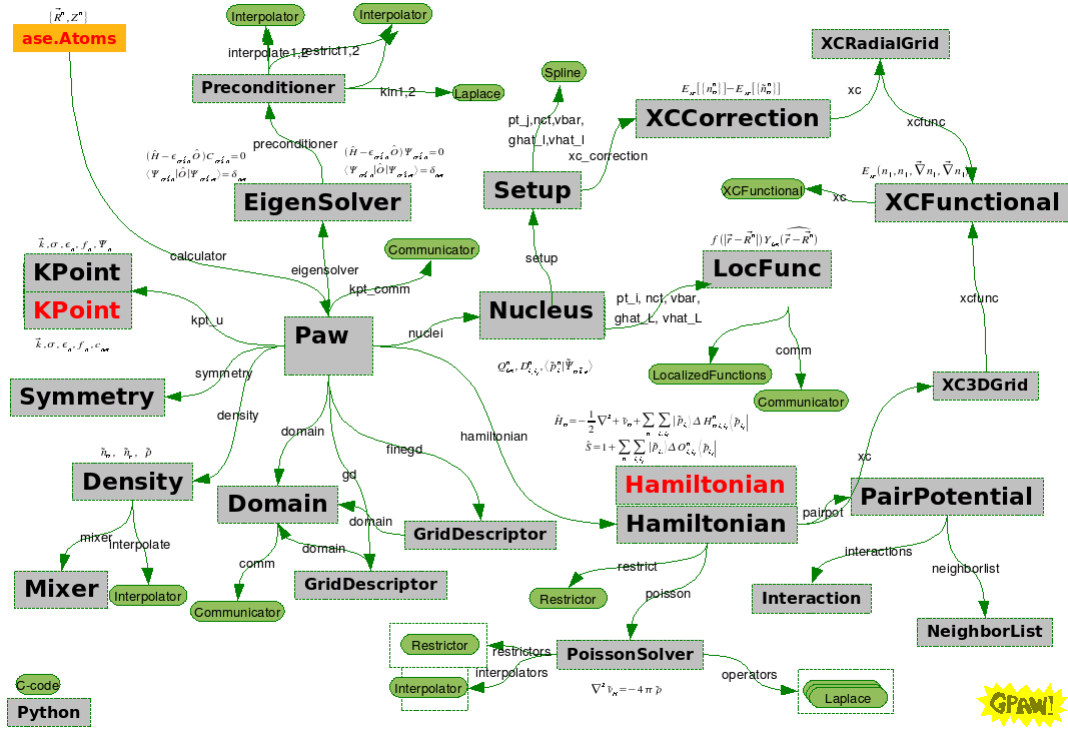 {R⃗ⁿ, Zⁿ}
ase.Atoms
Interpolator
Interpolator
interpolate1,2
restrict1,2
Preconditioner
kin1,2
Laplace
preconditioner
EigenSolver
calculator
eigensolver
Communicator
kpt_comm
KPoint
KPoint
kpt_u
Paw
nuclei
Symmetry
symmetry
density
domain
finegd
gd
hamiltonian
Density
mixer
interpolate
Mixer
Interpolator
Domain
domain
domain
comm
Communicator
GridDescriptor
GridDescriptor
Spline
pt_j,nct,vbar,
ghat_l,vhat_l
xc_correction
Setup
setup
Nucleus
pt_i, nct, vbar,
ghat_L, vhat_L
XCCorrection
xc
XCRadialGrid
xcfunc
XCFunctional
xc
XCFunctional
xcfunc
LocFunc
comm
LocalizedFunctions
Communicator
XC3DGrid
xc
Hamiltonian
Hamiltonian
pairpot
PairPotential
interactions
neighborlist
Interaction
NeighborList
restrict
Restrictor
poisson
PoissonSolver
restrictors
Restrictor
interpolators
Interpolator
operators
Laplace
C-code
Python
GPAW!